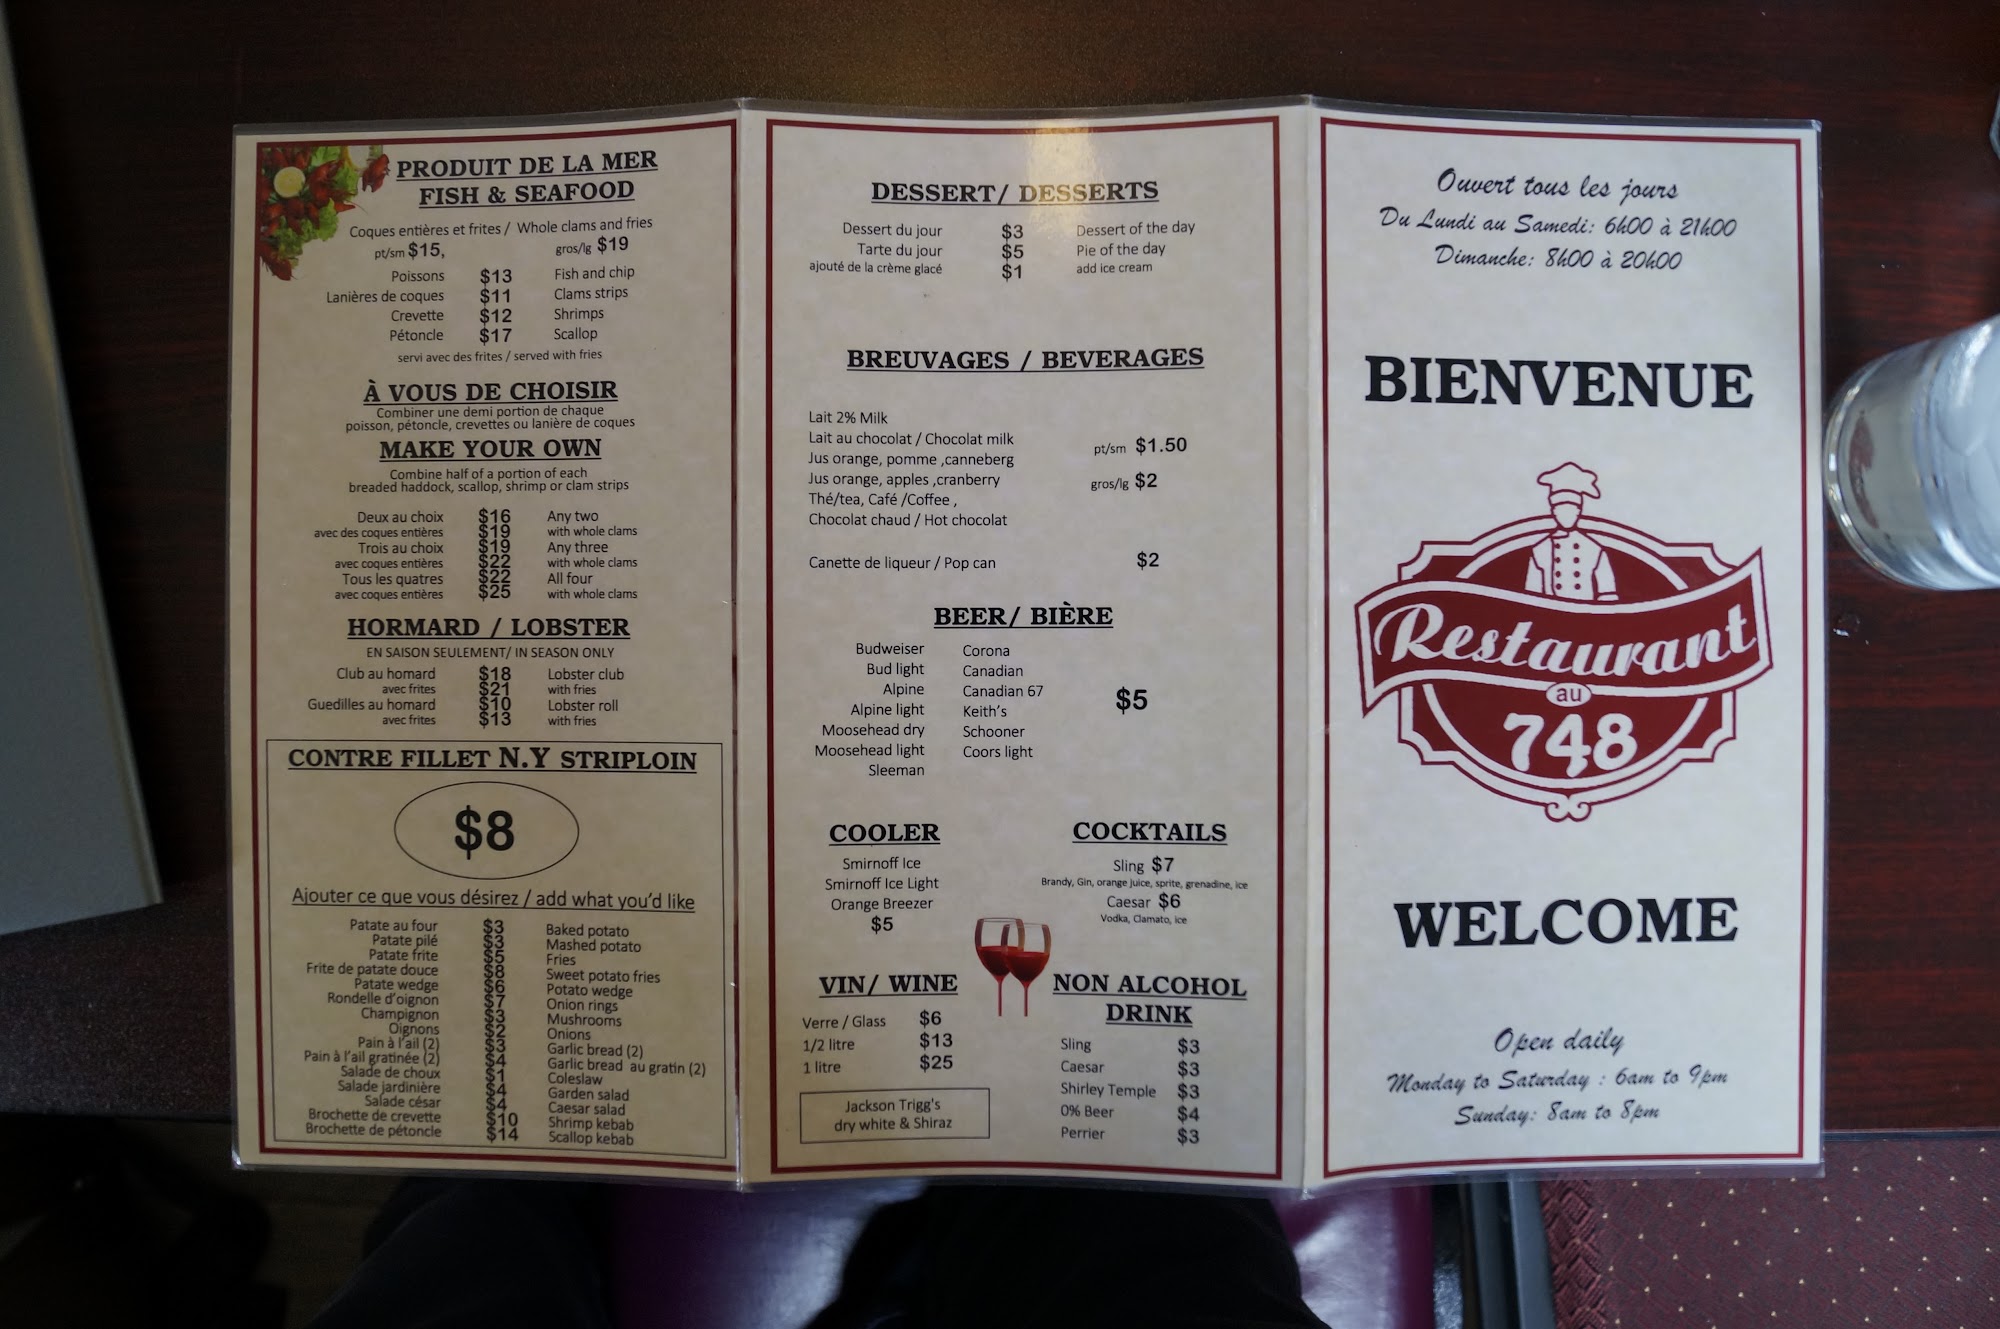 PRODUIT DE LA MER
FISH & SEAFOOD
Coques entières et frites / Whole clams and fries
pt/sm $15, gros/lg $19
Poissons $13 Fish and chip
Lanières de coques $11 Clams strips
Crevette $12 Shrimps
Pétoncle $17 Scallop
servi avec des frites / served with fries
À VOUS DE CHOISIR
Combiner une demi portion de chaque
poisson, pétoncle, crevettes ou lanière de coques
MAKE YOUR OWN
Combine half of a portion of each
breaded haddock, scallop, shrimp or clam strips
Deux au choix $16 Any two
avec des coques entières $19 with whole clams
Trois au choix $19 Any three
avec coques entières $22 with whole clams
Tous les quatres $22 All four
avec coques entières $25 with whole clams
HORMARD / LOBSTER
EN SAISON SEULEMENT/ IN SEASON ONLY
Club au homard $18 Lobster club
avec frites $21 with fries
Guedilles au homard $10 Lobster roll
avec frites $13 with fries
CONTRE FILLET N.Y STRIPLOIN
$8
Ajouter ce que vous désirez / add what you'd like
Patate au four $3 Baked potato
Patate pilé $3 Mashed potato
Patate frite $5 Fries
Frite de patate douce $8 Sweet potato fries
Patate wedge $6 Potato wedge
Rondelle d'oignon $7 Onion rings
Champignon $3 Mushrooms
Oignons $2 Onions
Pain à l'ail (2) $3 Garlic bread (2)
Pain à l'ail gratinée (2) $4 Garlic bread au gratin (2)
Salade de choux $1 Coleslaw
Salade jardinière $4 Garden salad
Salade césar $4 Caesar salad
Brochette de crevette $10 Shrimp kebab
Brochette de pétoncle $14 Scallop kebab
DESSERT/ DESSERTS
Dessert du jour $3 Dessert of the day
Tarte du jour $5 Pie of the day
ajouté de la crème glacé $1 add ice cream
BREUVAGES / BEVERAGES
Lait 2% Milk
Lait au chocolat / Chocolat milk pt/sm $1.50
Jus orange, pomme ,canneberg
Jus orange, apples ,cranberry gros/lg $2
Thé/tea, Café /Coffee ,
Chocolat chaud / Hot chocolat
Canette de liqueur / Pop can $2
BEER/ BIÈRE
Budweiser Corona
Bud light Canadian
Alpine Canadian 67 $5
Alpine light Keith's
Moosehead dry Schooner
Moosehead light Coors light
Sleeman
COOLER
Smirnoff Ice
Smirnoff Ice Light
Orange Breezer
$5
COCKTAILS
Sling $7
Brandy, Gin, orange juice, sprite, grenadine, ice
Caesar $6
Vodka, Clamato, ice
VIN/ WINE
Verre / Glass $6
1/2 litre $13
1 litre $25
Jackson Trigg's
dry white & Shiraz
NON ALCOHOL
DRINK
Sling $3
Caesar $3
Shirley Temple $3
0% Beer $4
Perrier $3
Ouvert tous les jours
Du Lundi au Samedi: 6h00 à 21h00
Dimanche: 8h00 à 20h00
BIENVENUE
Restaurant
au
748
WELCOME
Open daily
Monday to Saturday : 6am to 9pm
Sunday: 8am to 8pm